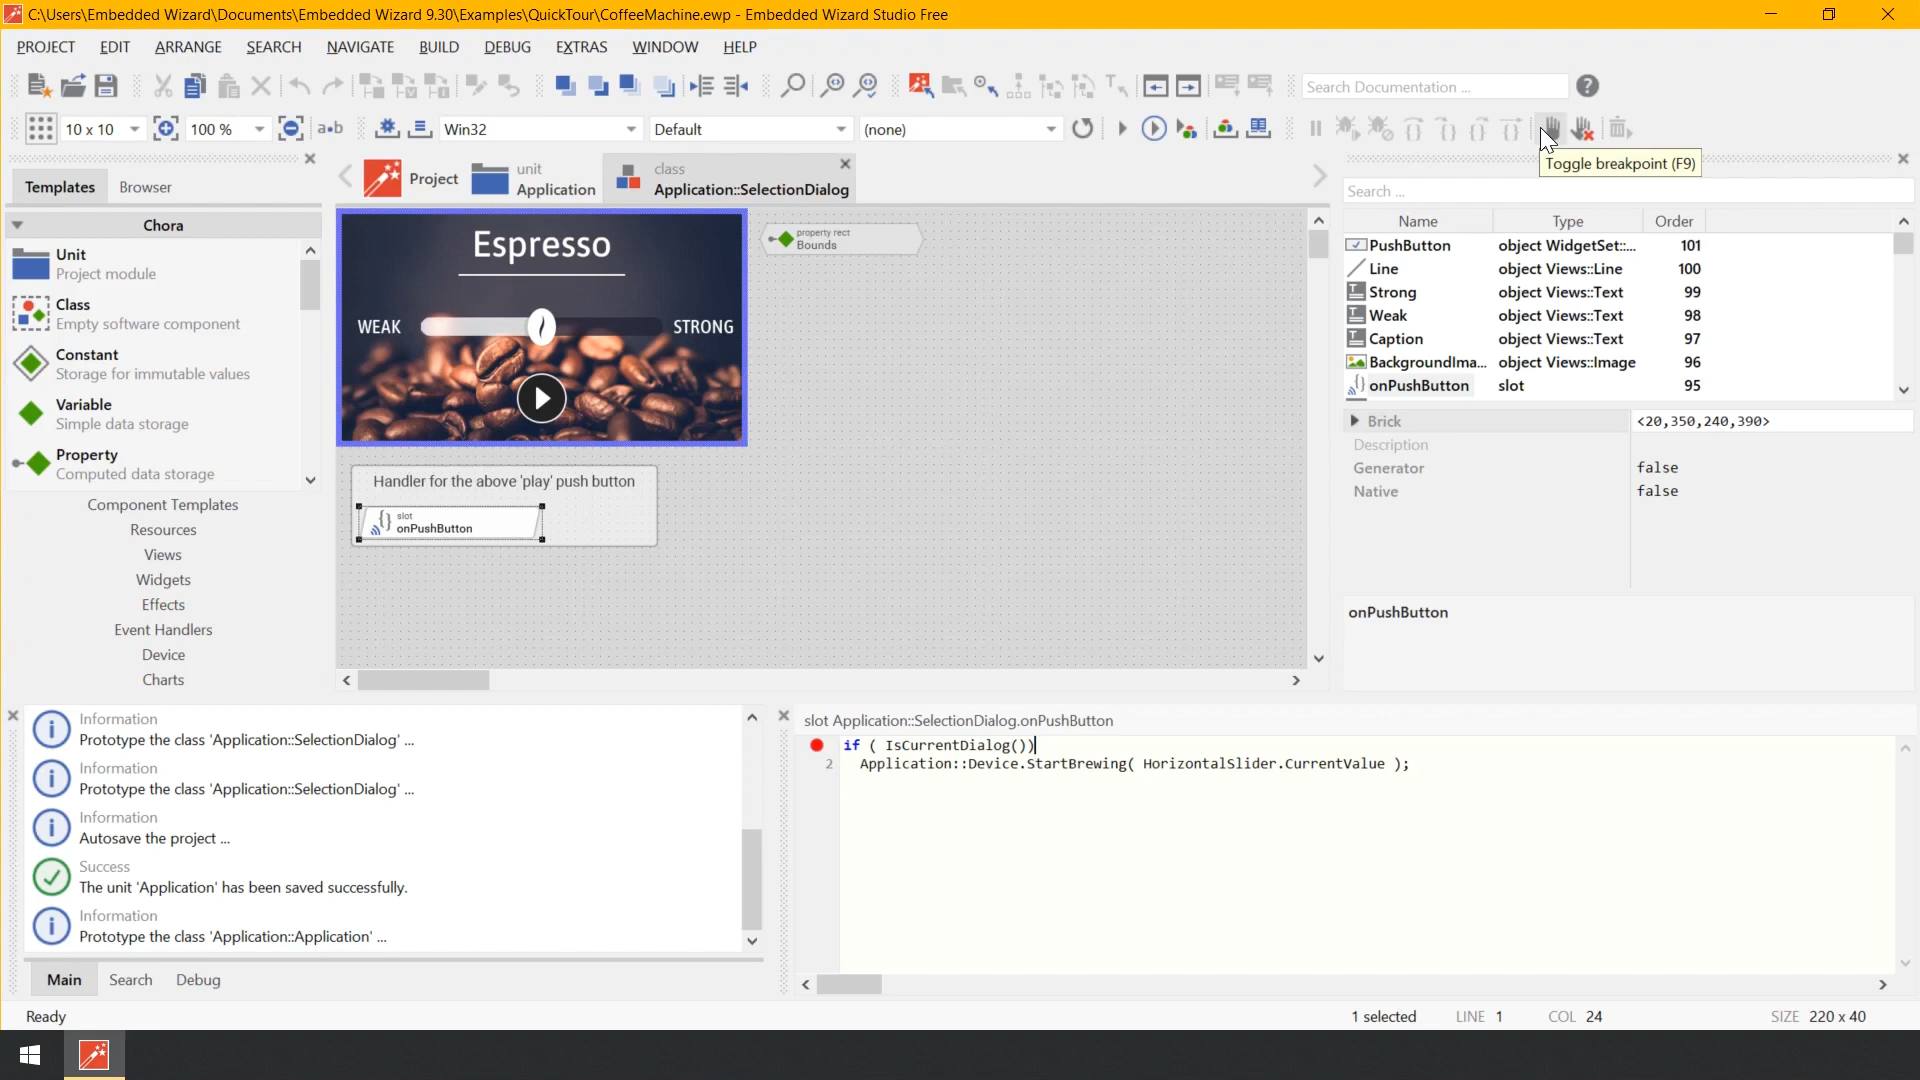 C:\Users\Embedded Wizard\Documents\Embedded Wizard 9.30\Examples\QuickTour\CoffeeMachine.ewp - Embedded Wizard Studio Free
PROJECT EDIT ARRANGE SEARCH NAVIGATE BUILD DEBUG EXTRAS WINDOW HELP
Search Documentation ...
10 x 10 100 % a•b Win32 Default (none)
Toggle breakpoint (F9)
Templates Browser
Project
unit
Application
class
Application::SelectionDialog
Chora
Unit
Project module
Class
Empty software component
Constant
Storage for immutable values
Variable
Simple data storage
Property
Computed data storage
Component Templates
Resources
Views
Widgets
Effects
Event Handlers
Device
Charts
Espresso
WEAK STRONG
property rect
Bounds
Handler for the above 'play' push button
slot
onPushButton
Search ...
Name Type Order
PushButton object WidgetSet::... 101
Line object Views::Line 100
Strong object Views::Text 99
Weak object Views::Text 98
Caption object Views::Text 97
BackgroundIma... object Views::Image 96
onPushButton slot 95
Brick <20,350,240,390>
Description
Generator false
Native false
onPushButton
Information
Prototype the class 'Application::SelectionDialog' ...
Information
Prototype the class 'Application::SelectionDialog' ...
Information
Autosave the project ...
Success
The unit 'Application' has been saved successfully.
Information
Prototype the class 'Application::Application' ...
Main Search Debug
slot Application::SelectionDialog.onPushButton
if ( IsCurrentDialog())
2 Application::Device.StartBrewing( HorizontalSlider.CurrentValue );
Ready 1 selected LINE 1 COL 24 SIZE 220 x 40